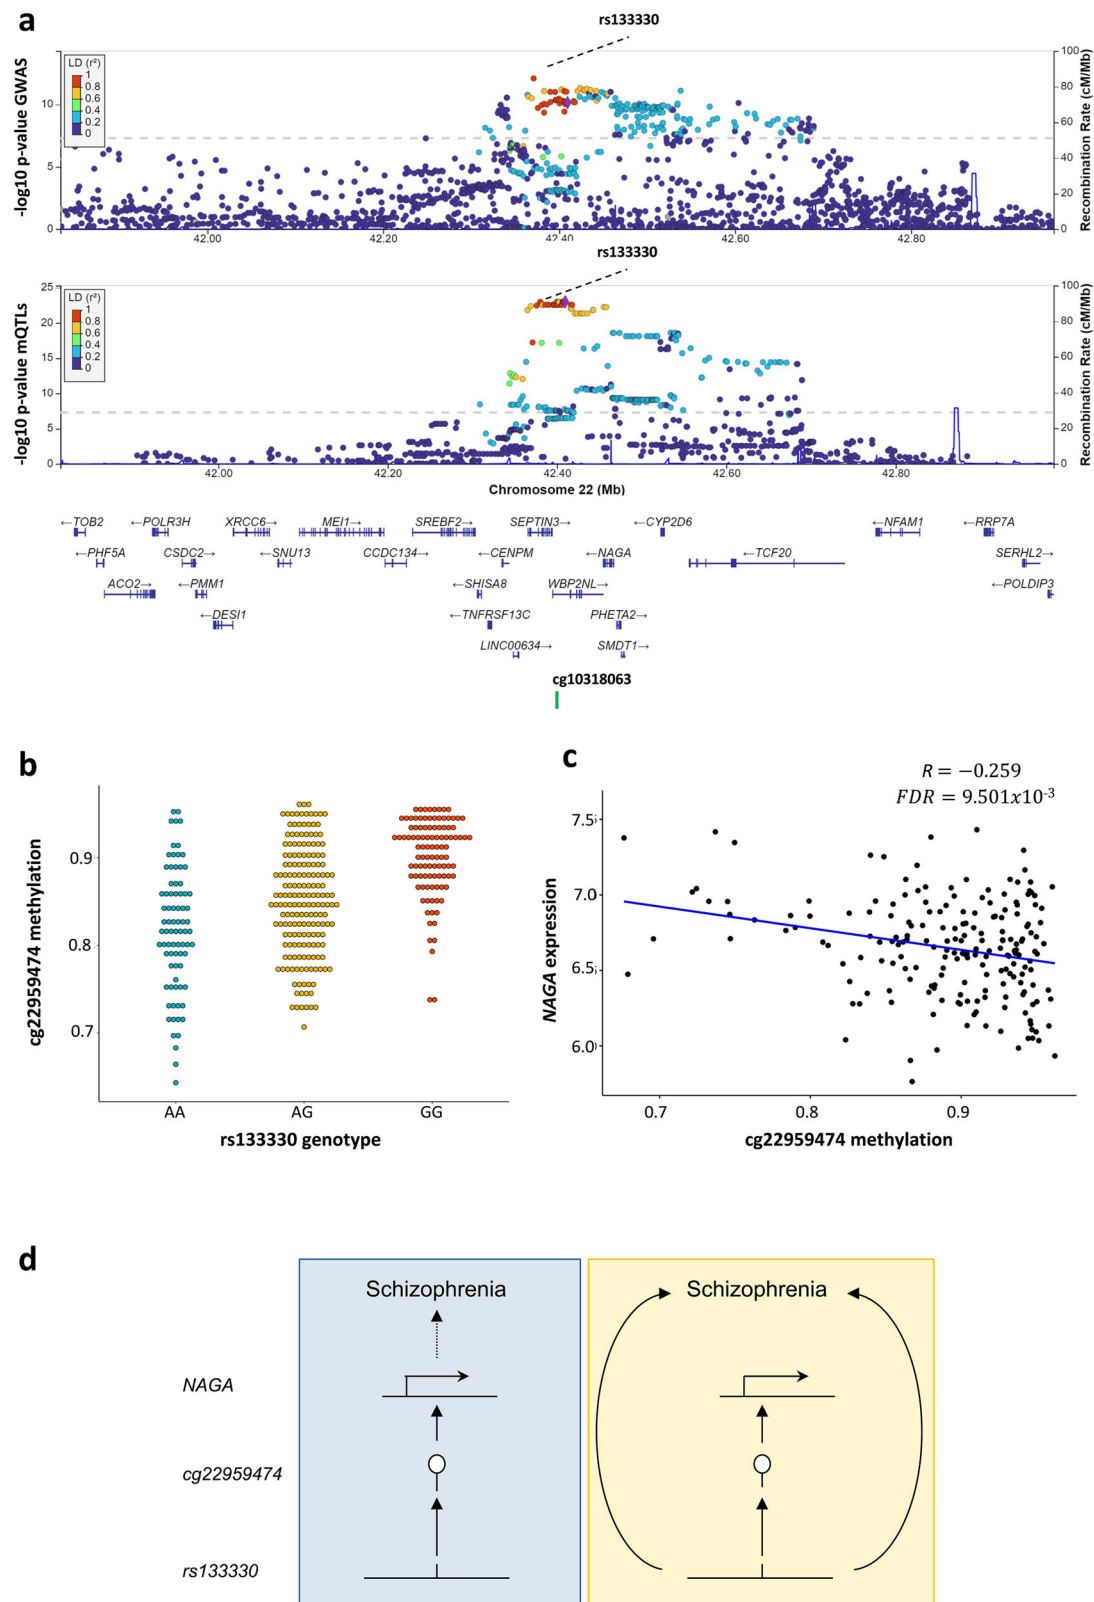 a
rs133330
-log10 p-value GWAS
LD (r²)
1
0.8
0.6
0.4
0.2
0
10
5
0
100
80
60
40
20
0
Recombination Rate (cM/Mb)
42.00
42.20
42.40
42.60
42.80
rs133330
-log10 p-value mQTLs
LD (r²)
1
0.8
0.6
0.4
0.2
0
25
20
15
10
5
0
100
80
60
40
20
0
Recombination Rate (cM/Mb)
42.00
42.20
42.40
42.60
42.80
Chromosome 22 (Mb)
←TOB2
←POLR3H
XRCC6→
MEI1→
SREBF2→
SEPTIN3→
←CYP2D6
←NFAM1
←RRP7A
←PHF5A
CSDC2→
←SNU13
CCDC134→
←CENPM
←NAGA
←TCF20
SERHL2→
ACO2→
←PMM1
←SHISA8
WBP2NL→
←POLDIP3
←DESI1
←TNFRSF13C
PHETA2→
LINC00634→
SMDT1→
cg10318063
b
cg22959474 methylation
0.9
0.8
0.7
AA
AG
GG
rs133330 genotype
c
R = −0.259
FDR = 9.501x10⁻³
NAGA expression
7.5
7.0
6.5
6.0
0.7
0.8
0.9
cg22959474 methylation
d
Schizophrenia
Schizophrenia
NAGA
cg22959474
rs133330